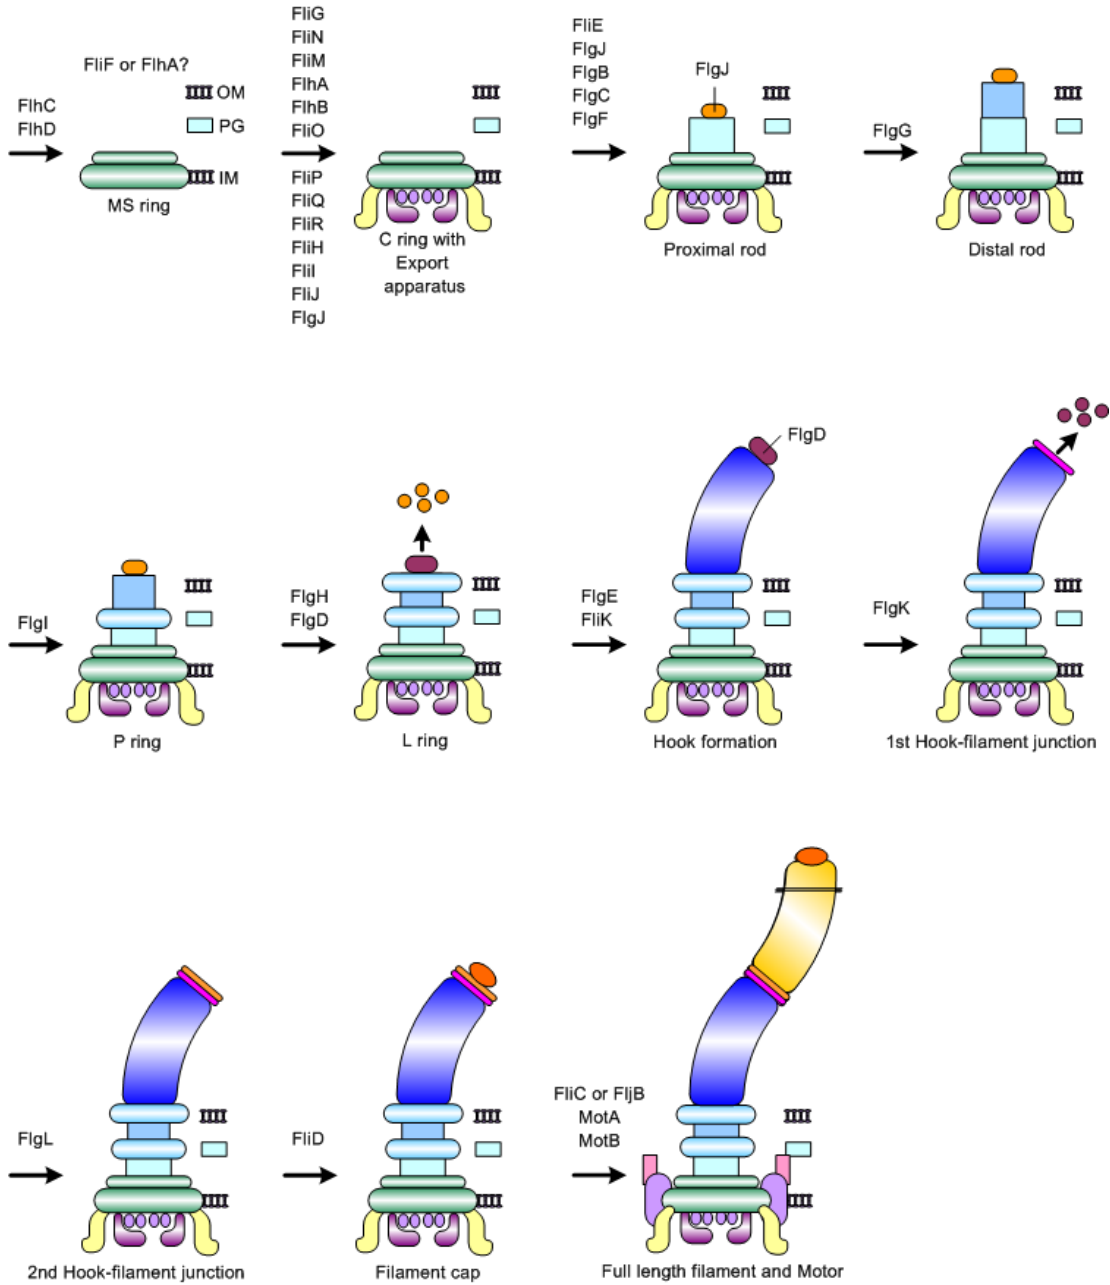 FliF or FlhA?
FlhC
FlhD
OM
PG
IM
MS ring
FliG
FliN
FliM
FlhA
FlhB
FliO
FliP
FliQ
FliR
FliH
FliI
FliJ
FlgJ
C ring with
Export
apparatus
FliE
FlgJ
FlgB
FlgC
FlgF
FlgJ
Proximal rod
FlgG
Distal rod
FlgI
P ring
FlgH
FlgD
L ring
FlgE
FliK
FlgD
Hook formation
FlgK
1st Hook-filament junction
FlgL
2nd Hook-filament junction
FliD
Filament cap
FliC or FljB
MotA
MotB
Full length filament and Motor